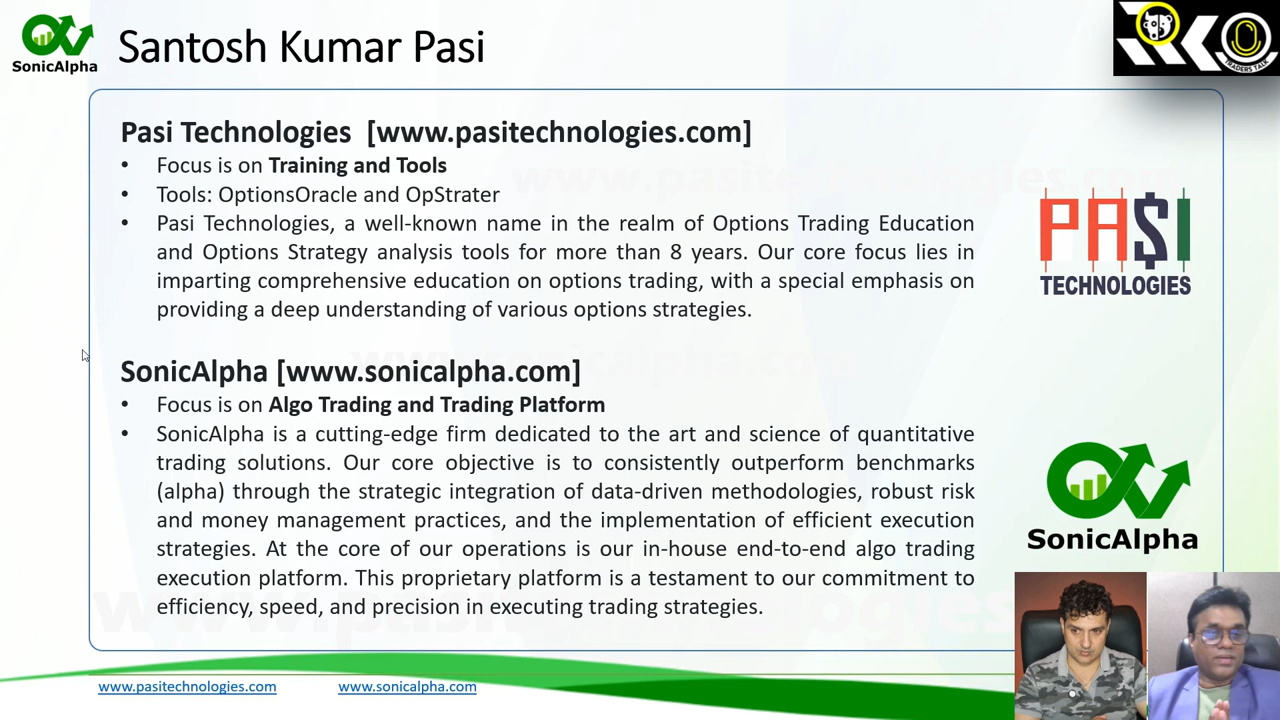 SonicAlpha
Santosh Kumar Pasi
RKO
TRADERS TALK
Pasi Technologies [www.pasitechnologies.com]
• Focus is on Training and Tools
• Tools: OptionsOracle and OpStrater
• Pasi Technologies, a well-known name in the realm of Options Trading Education
and Options Strategy analysis tools for more than 8 years. Our core focus lies in
imparting comprehensive education on options trading, with a special emphasis on
providing a deep understanding of various options strategies.
PA$I
TECHNOLOGIES
SonicAlpha [www.sonicalpha.com]
• Focus is on Algo Trading and Trading Platform
• SonicAlpha is a cutting-edge firm dedicated to the art and science of quantitative
trading solutions. Our core objective is to consistently outperform benchmarks
(alpha) through the strategic integration of data-driven methodologies, robust risk
and money management practices, and the implementation of efficient execution
strategies. At the core of our operations is our in-house end-to-end algo trading
execution platform. This proprietary platform is a testament to our commitment to
efficiency, speed, and precision in executing trading strategies.
SonicAlpha
www.pasitechnologies.com www.sonicalpha.com